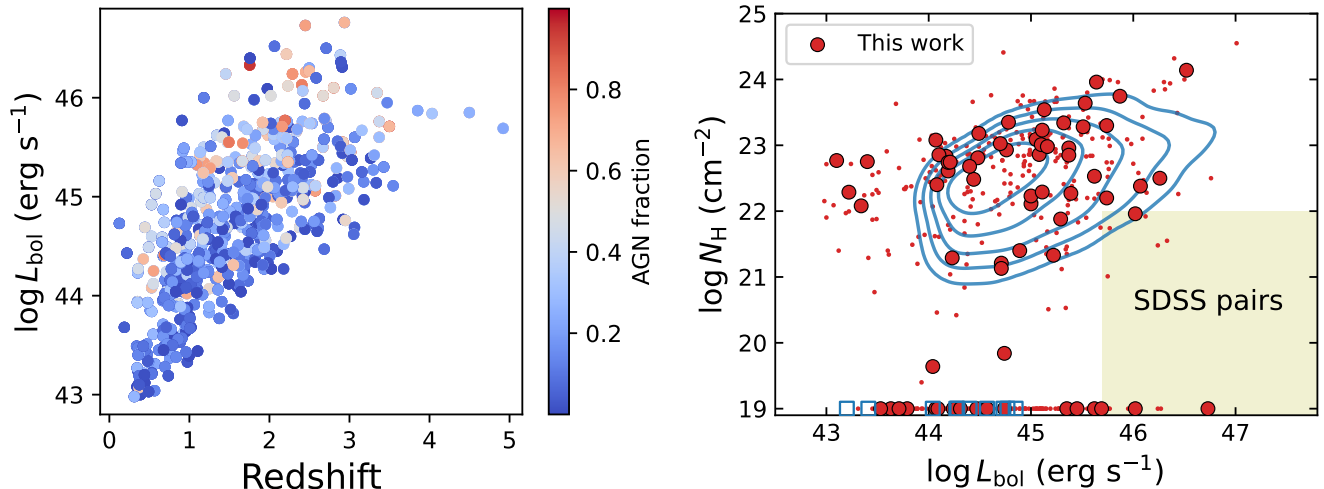 log L_bol (erg s⁻¹)
46
45
44
43
0 1 2 3 4 5
Redshift
0.8
0.6
0.4
0.2
AGN fraction
log N_H (cm⁻²)
25
24
23
22
21
20
19
This work
SDSS pairs
43 44 45 46 47
log L_bol (erg s⁻¹)